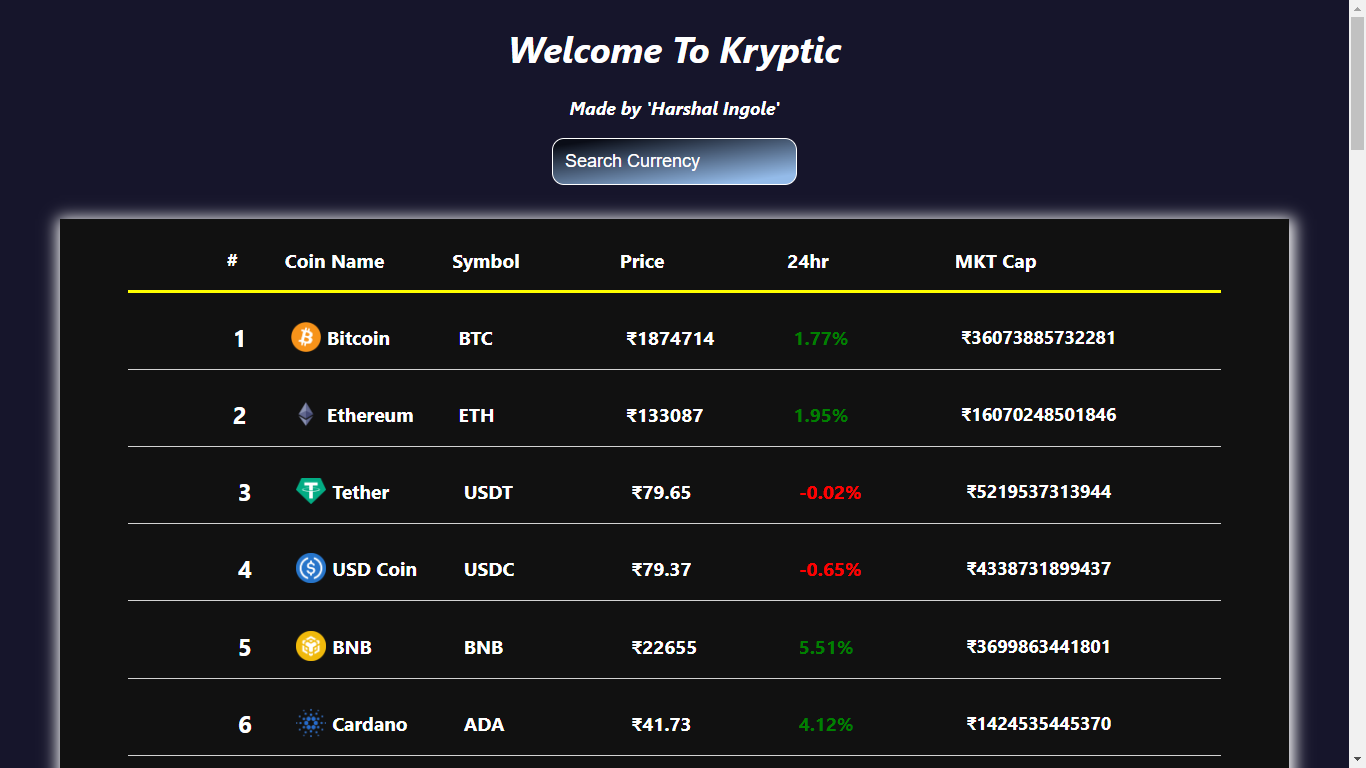 Welcome To Kryptic
Made by 'Harshal Ingole'
Search Currency
# Coin Name Symbol Price 24hr MKT Cap
1 Bitcoin BTC ₹1874714 1.77% ₹36073885732281
2 Ethereum ETH ₹133087 1.95% ₹16070248501846
3 Tether USDT ₹79.65 -0.02% ₹5219537313944
4 USD Coin USDC ₹79.37 -0.65% ₹4338731899437
5 BNB BNB ₹22655 5.51% ₹3699863441801
6 Cardano ADA ₹41.73 4.12% ₹1424535445370